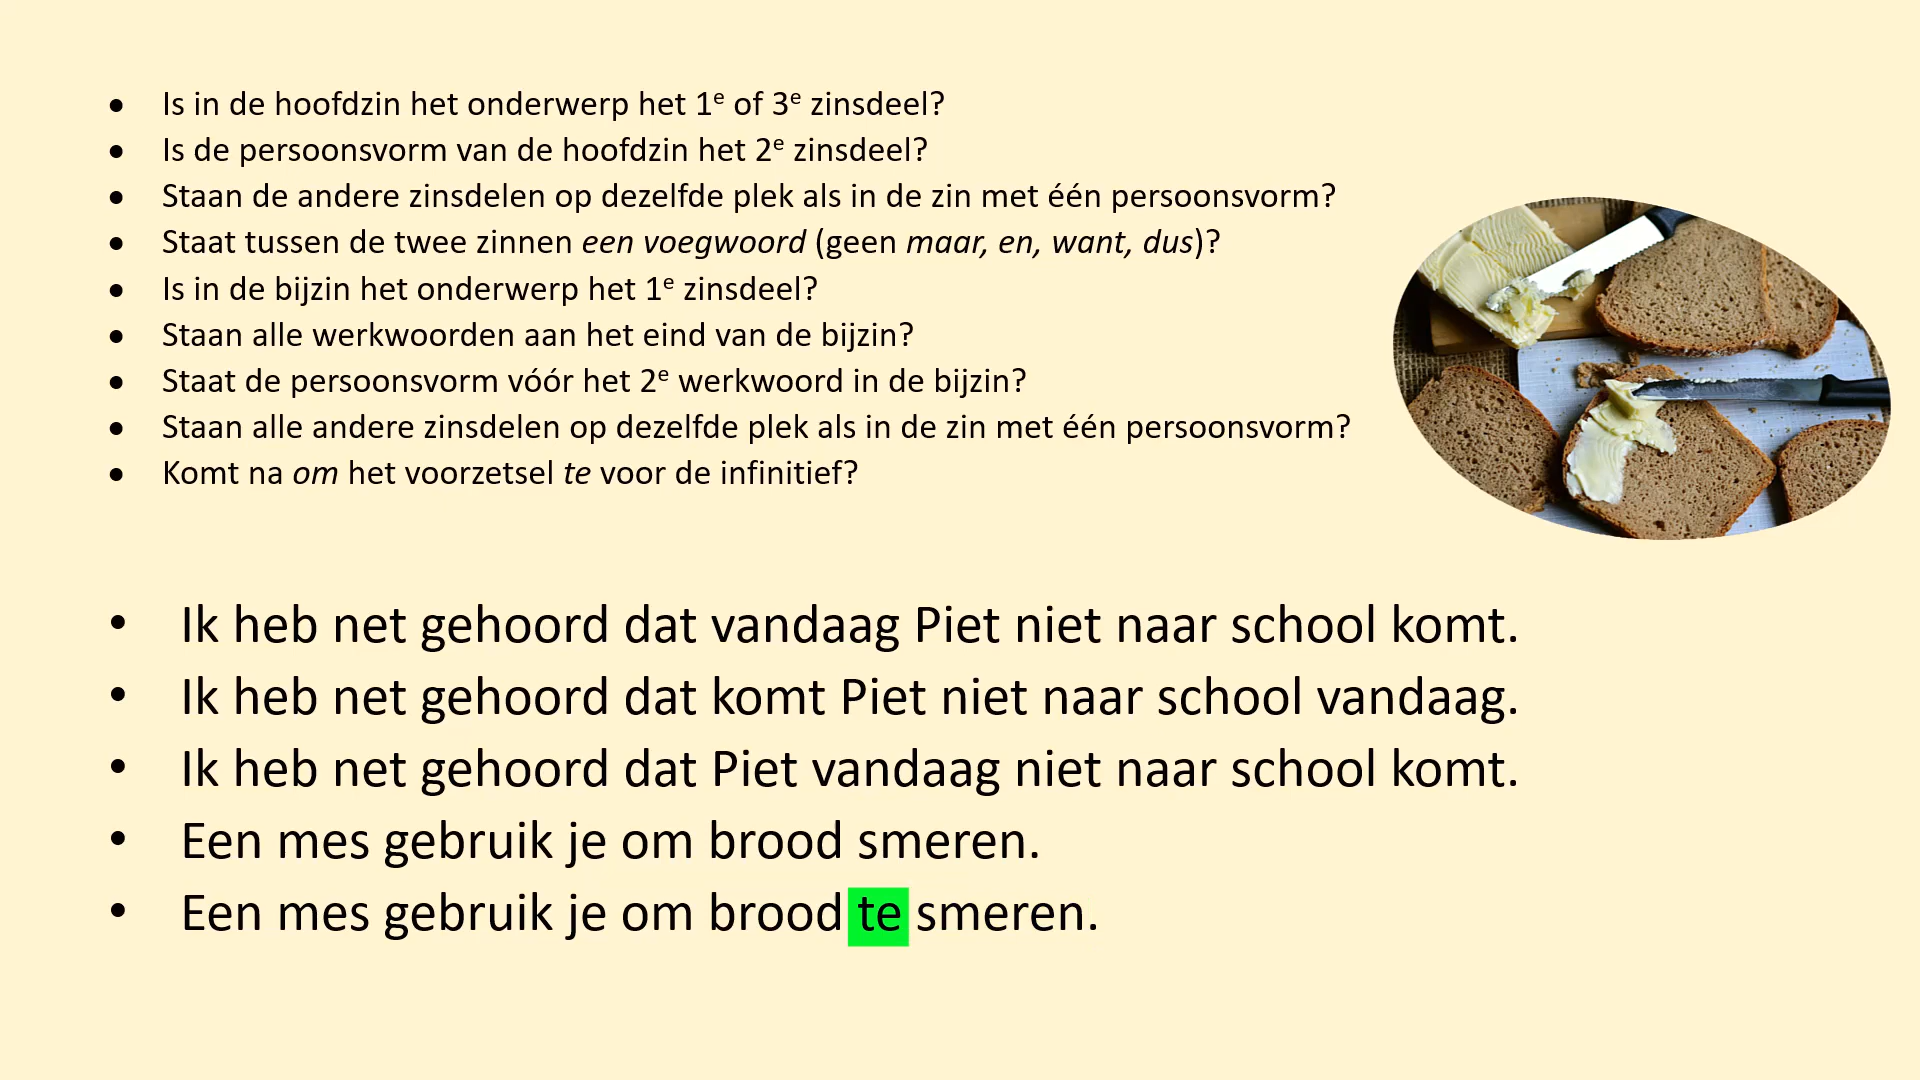 • Is in de hoofdzin het onderwerp het 1e of 3e zinsdeel?
• Is de persoonsvorm van de hoofdzin het 2e zinsdeel?
• Staan de andere zinsdelen op dezelfde plek als in de zin met één persoonsvorm?
• Staat tussen de twee zinnen een voegwoord (geen maar, en, want, dus)?
• Is in de bijzin het onderwerp het 1e zinsdeel?
• Staan alle werkwoorden aan het eind van de bijzin?
• Staat de persoonsvorm vóór het 2e werkwoord in de bijzin?
• Staan alle andere zinsdelen op dezelfde plek als in de zin met één persoonsvorm?
• Komt na om het voorzetsel te voor de infinitief?
• Ik heb net gehoord dat vandaag Piet niet naar school komt.
• Ik heb net gehoord dat komt Piet niet naar school vandaag.
• Ik heb net gehoord dat Piet vandaag niet naar school komt.
• Een mes gebruik je om brood smeren.
• Een mes gebruik je om brood te smeren.